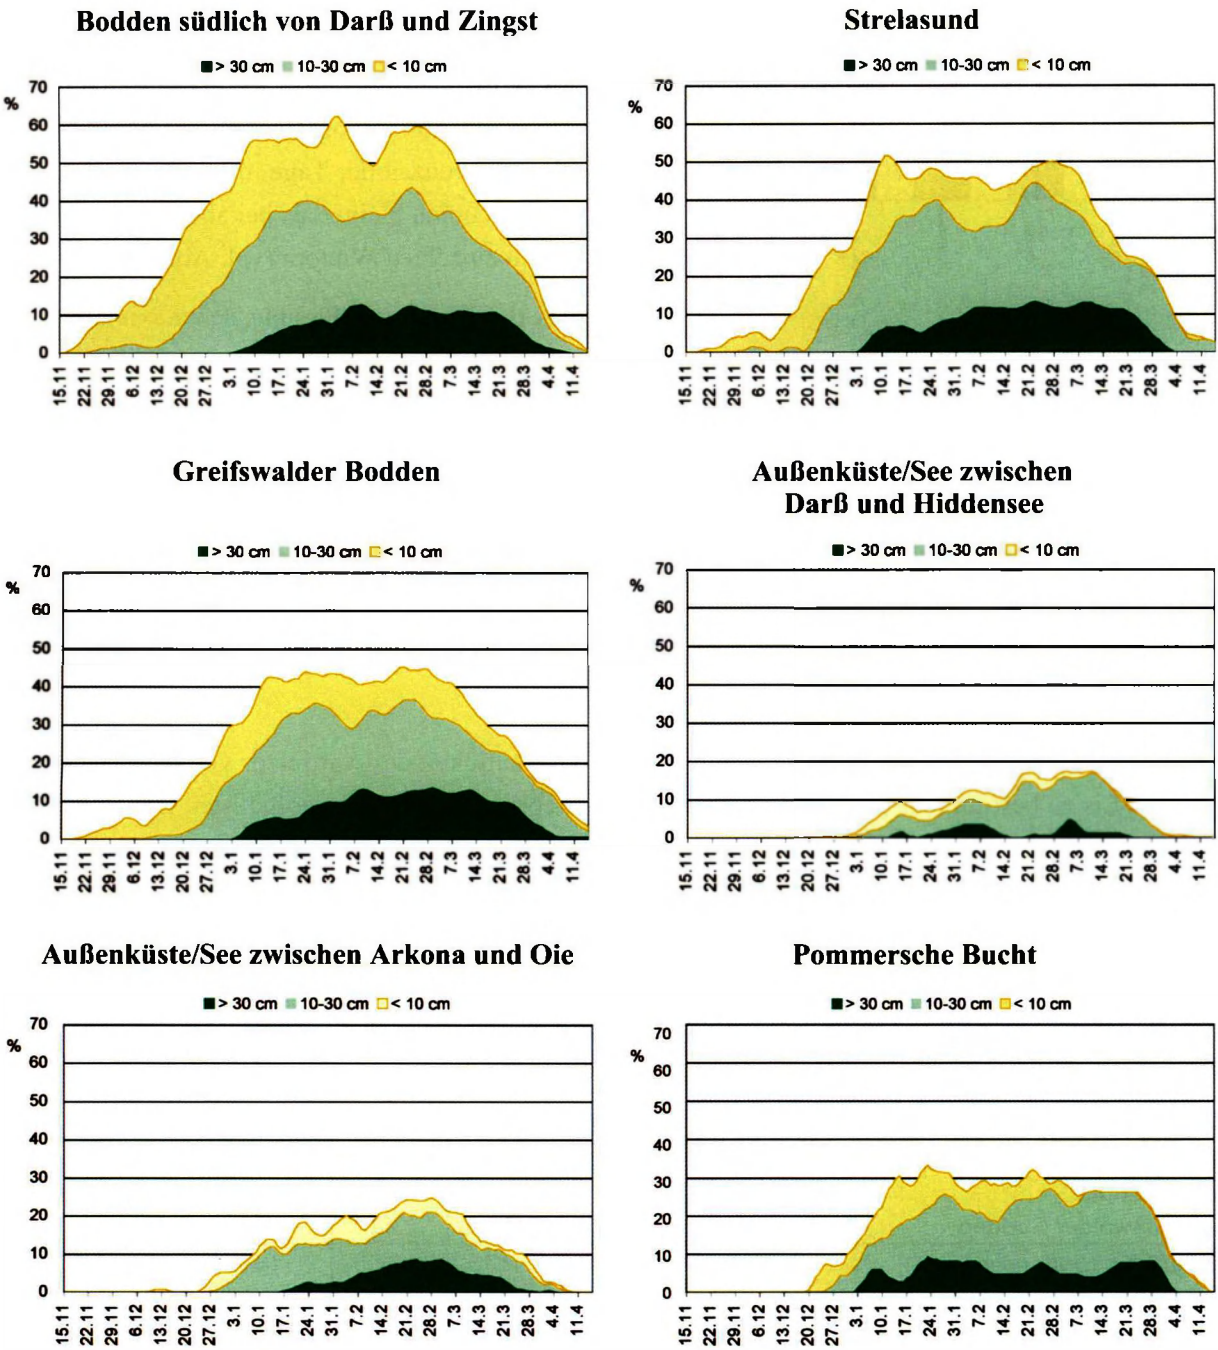 Bodden südlich von Darß und Zingst
> 30 cm 10-30 cm < 10 cm
%
70
60
50
40
30
20
10
0
15.11 22.11 29.11 6.12 13.12 20.12 27.12 3.1 10.1 17.1 24.1 31.1 7.2 14.2 21.2 28.2 7.3 14.3 21.3 28.3 4.4 11.4
Strelasund
> 30 cm 10-30 cm < 10 cm
%
70
60
50
40
30
20
10
0
15.11 22.11 29.11 6.12 13.12 20.12 27.12 3.1 10.1 17.1 24.1 31.1 7.2 14.2 21.2 28.2 7.3 14.3 21.3 28.3 4.4 11.4
Greifswalder Bodden
> 30 cm 10-30 cm < 10 cm
%
70
60
50
40
30
20
10
0
15.11 22.11 29.11 6.12 13.12 20.12 27.12 3.1 10.1 17.1 24.1 31.1 7.2 14.2 21.2 28.2 7.3 14.3 21.3 28.3 4.4 11.4
Außenküste/See zwischen
Darß und Hiddensee
> 30 cm 10-30 cm < 10 cm
%
70
60
50
40
30
20
10
0
15.11 22.11 29.11 6.12 13.12 20.12 27.12 3.1 10.1 17.1 24.1 31.1 7.2 14.2 21.2 28.2 7.3 14.3 21.3 28.3 4.4 11.4
Außenküste/See zwischen Arkona und Oie
> 30 cm 10-30 cm < 10 cm
%
70
60
50
40
30
20
10
0
15.11 22.11 29.11 6.12 13.12 20.12 27.12 3.1 10.1 17.1 24.1 31.1 7.2 14.2 21.2 28.2 7.3 14.3 21.3 28.3 4.4 11.4
Pommersche Bucht
> 30 cm 10-30 cm < 10 cm
%
70
60
50
40
30
20
10
0
15.11 22.11 29.11 6.12 13.12 20.12 27.12 3.1 10.1 17.1 24.1 31.1 7.2 14.2 21.2 28.2 7.3 14.3 21.3 28.3 4.4 11.4